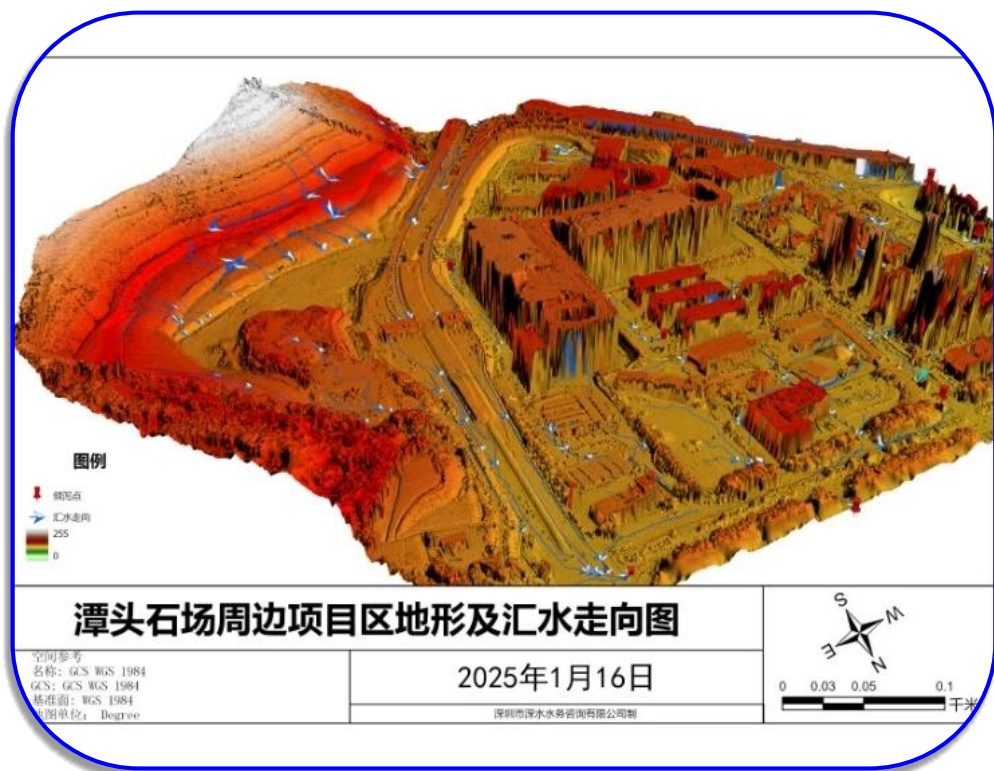 图例
倾泻点
汇水走向
255
0
潭头石场周边项目区地形及汇水走向图
空间参考
名称: GCS WGS 1984
GCS: GCS WGS 1984
基准面: WGS 1984
地图单位: Degree
2025年1月16日
深圳市深水水务咨询有限公司制
S
W
E
N
0 0.03 0.05 0.1
千米